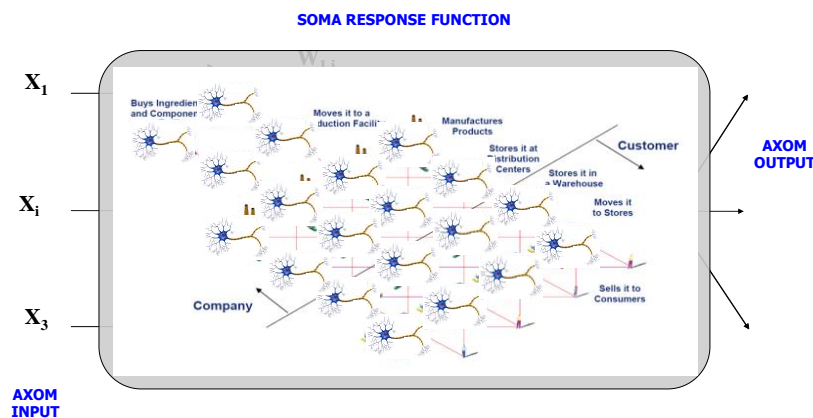 SOMA RESPONSE FUNCTION
X1
Buys Ingredien
and Componen
Moves it to a
duction Facili
Manufactures
Products
Stores it at
Distribution
Centers
Customer
AXOM
OUTPUT
Stores it in
a Warehouse
Xi
Moves it
to Stores
Company
Sells it to
Consumers
X3
AXOM
INPUT